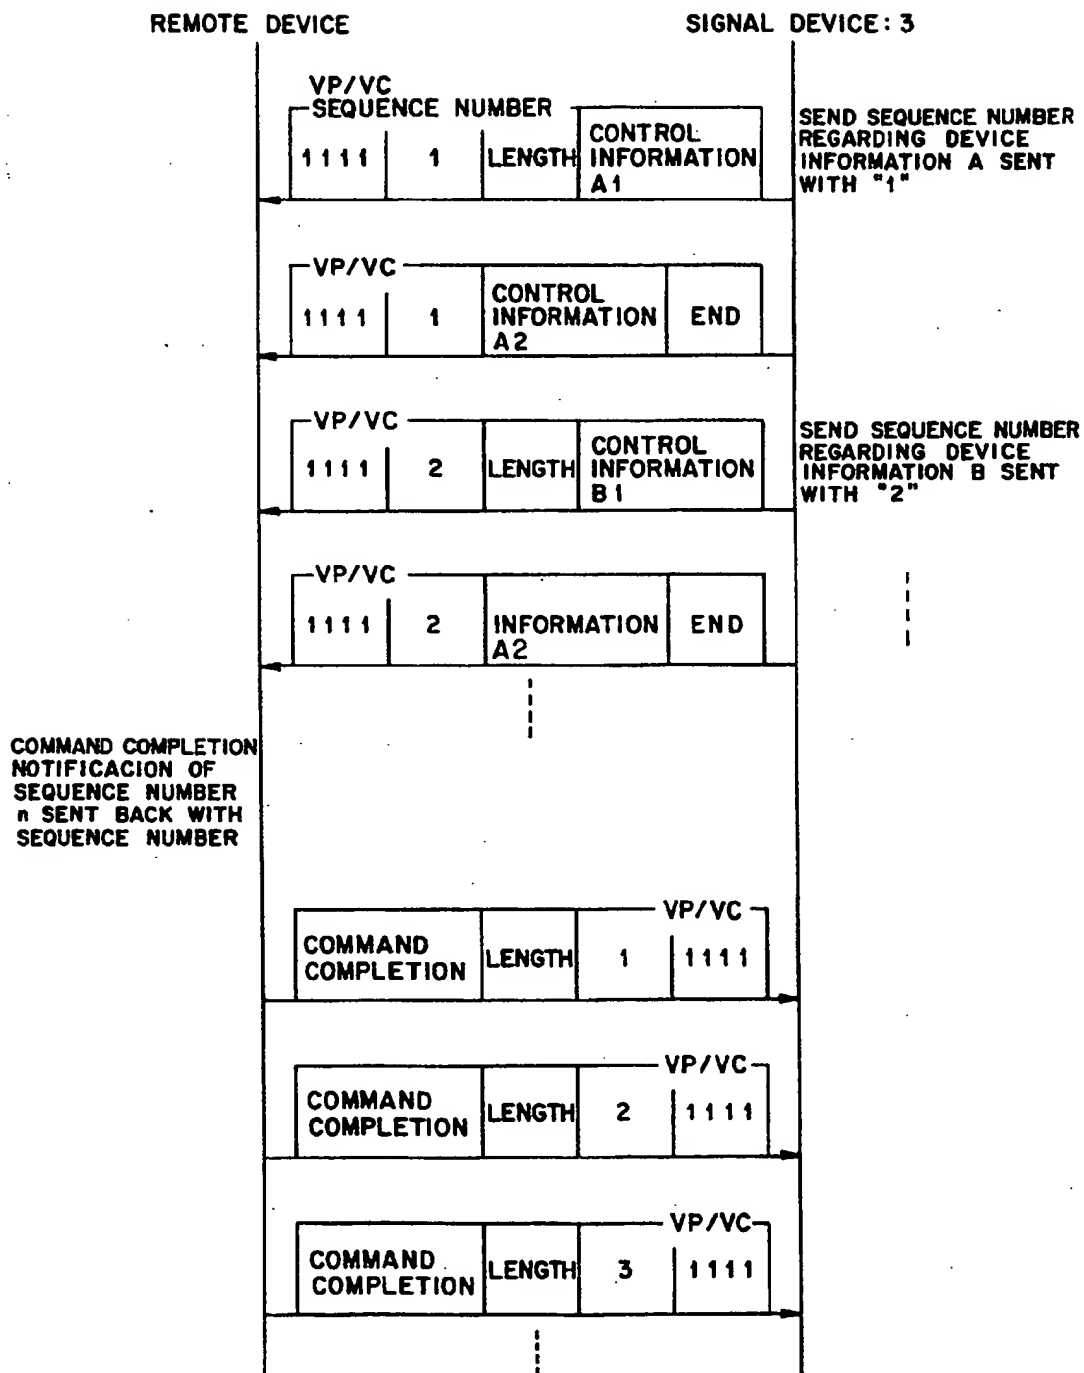 REMOTE DEVICE
SIGNAL DEVICE: 3
VP/VC
SEQUENCE NUMBER
1111
1
LENGTH
CONTROL
INFORMATION
A1
SEND SEQUENCE NUMBER
REGARDING DEVICE
INFORMATION A SENT
WITH "1"
VP/VC
1111
1
CONTROL
INFORMATION
A2
END
VP/VC
1111
2
LENGTH
CONTROL
INFORMATION
B1
SEND SEQUENCE NUMBER
REGARDING DEVICE
INFORMATION B SENT
WITH "2"
VP/VC
1111
2
INFORMATION
A2
END
COMMAND COMPLETION
NOTIFICACION OF
SEQUENCE NUMBER
n SENT BACK WITH
SEQUENCE NUMBER
VP/VC
COMMAND
COMPLETION
LENGTH
1
1111
VP/VC
COMMAND
COMPLETION
LENGTH
2
1111
VP/VC
COMMAND
COMPLETION
LENGTH
3
1111